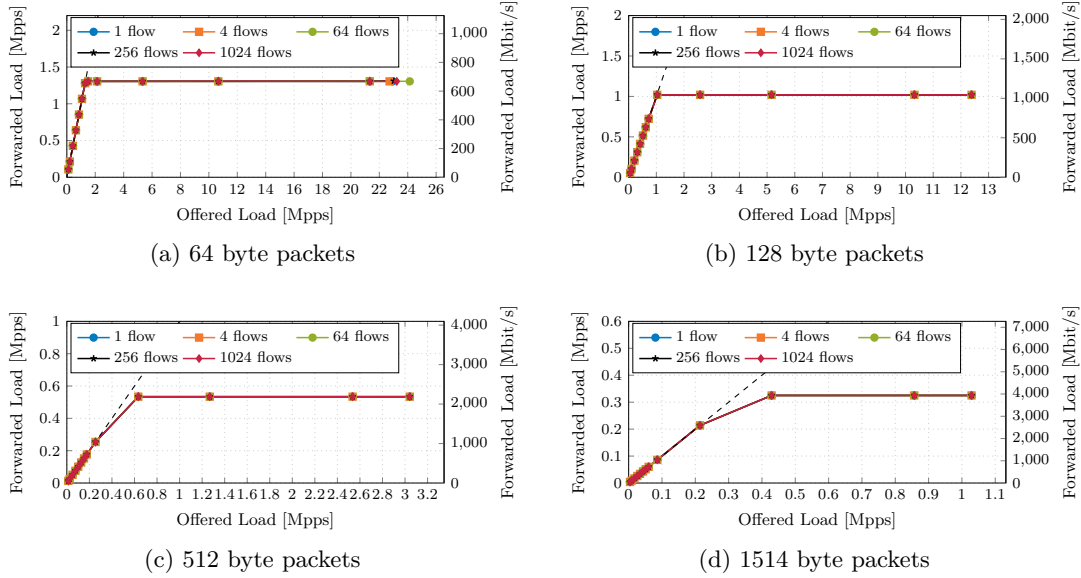 2
1.5
1
0.5
0
Forwarded Load [Mpps]
1 flow 4 flows 64 flows
256 flows 1024 flows
1,000
800
600
400
200
0
Forwarded Load [Mbit/s]
0 2 4 6 8 10 12 14 16 18 20 22 24 26
Offered Load [Mpps]
(a) 64 byte packets
2
1.5
1
0.5
0
Forwarded Load [Mpps]
1 flow 4 flows 64 flows
256 flows 1024 flows
2,000
1,500
1,000
500
0
Forwarded Load [Mbit/s]
0 1 2 3 4 5 6 7 8 9 10 11 12 13
Offered Load [Mpps]
(b) 128 byte packets
1
0.8
0.6
0.4
0.2
0
Forwarded Load [Mpps]
1 flow 4 flows 64 flows
256 flows 1024 flows
4,000
3,000
2,000
1,000
0
Forwarded Load [Mbit/s]
0 0.2 0.4 0.6 0.8 1 1.2 1.4 1.6 1.8 2 2.2 2.4 2.6 2.8 3 3.2
Offered Load [Mpps]
(c) 512 byte packets
0.6
0.5
0.4
0.3
0.2
0.1
0
Forwarded Load [Mpps]
1 flow 4 flows 64 flows
256 flows 1024 flows
7,000
6,000
5,000
4,000
3,000
2,000
1,000
0
Forwarded Load [Mbit/s]
0 0.1 0.2 0.3 0.4 0.5 0.6 0.7 0.8 0.9 1 1.1
Offered Load [Mpps]
(d) 1514 byte packets